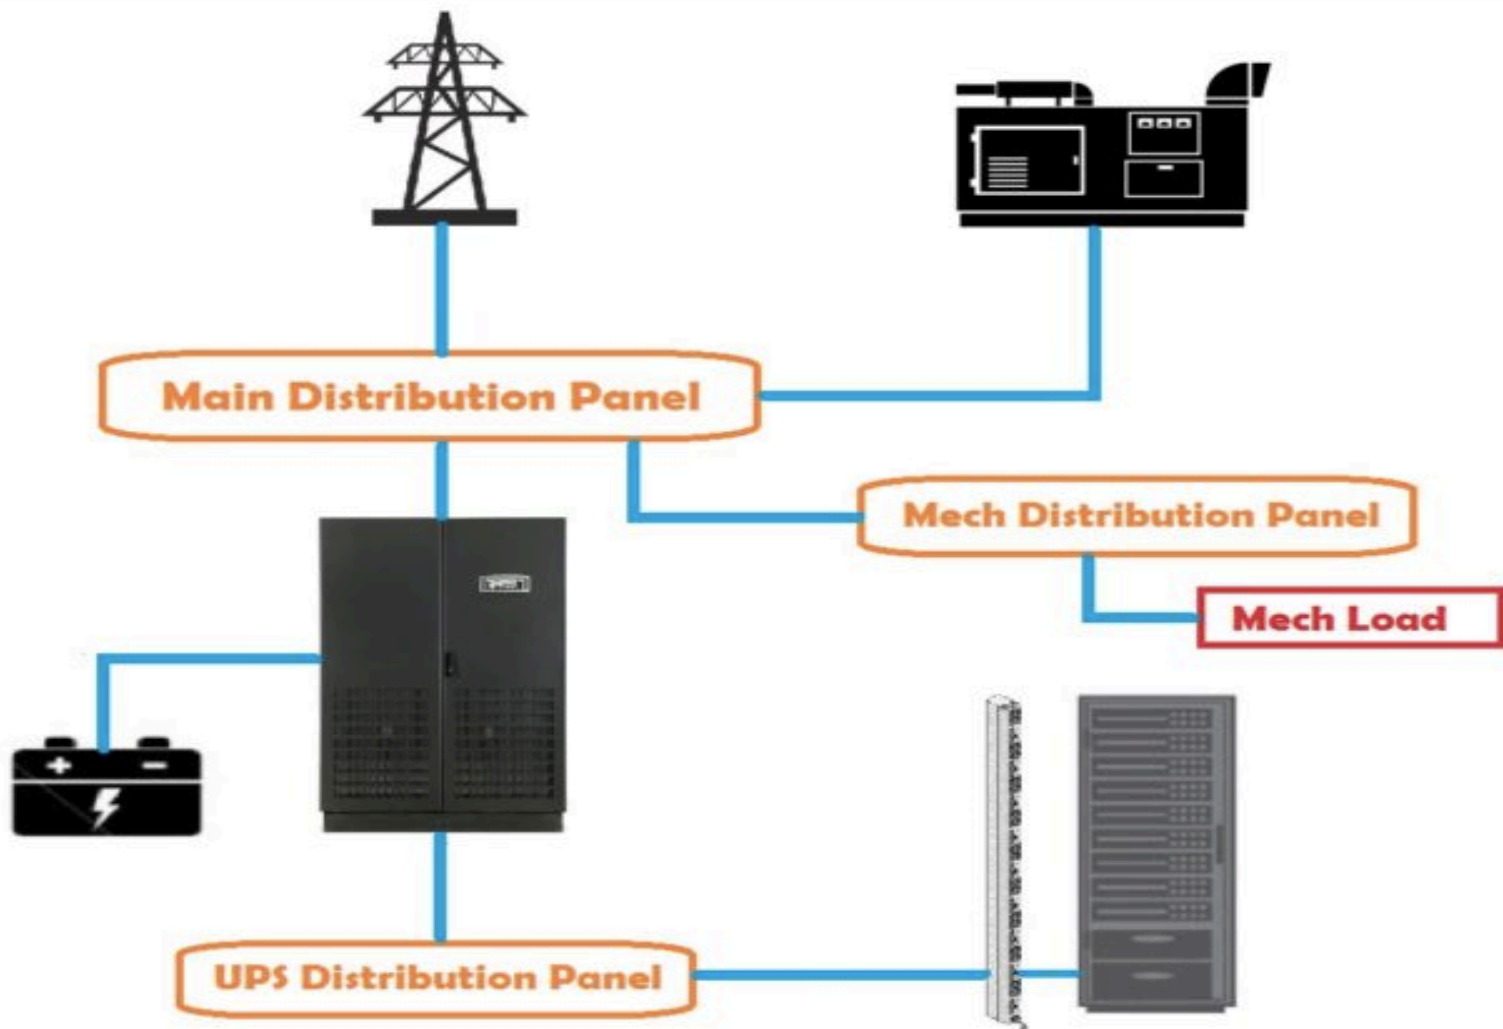 Main Distribution Panel
Mech Distribution Panel
Mech Load
+ −
UPS Distribution Panel